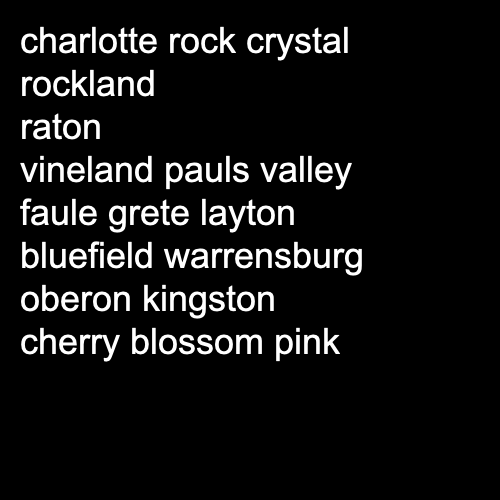 charlotte rock crystal
rockland
raton
vineland pauls valley
faule grete layton
bluefield warrensburg
oberon kingston
cherry blossom pink